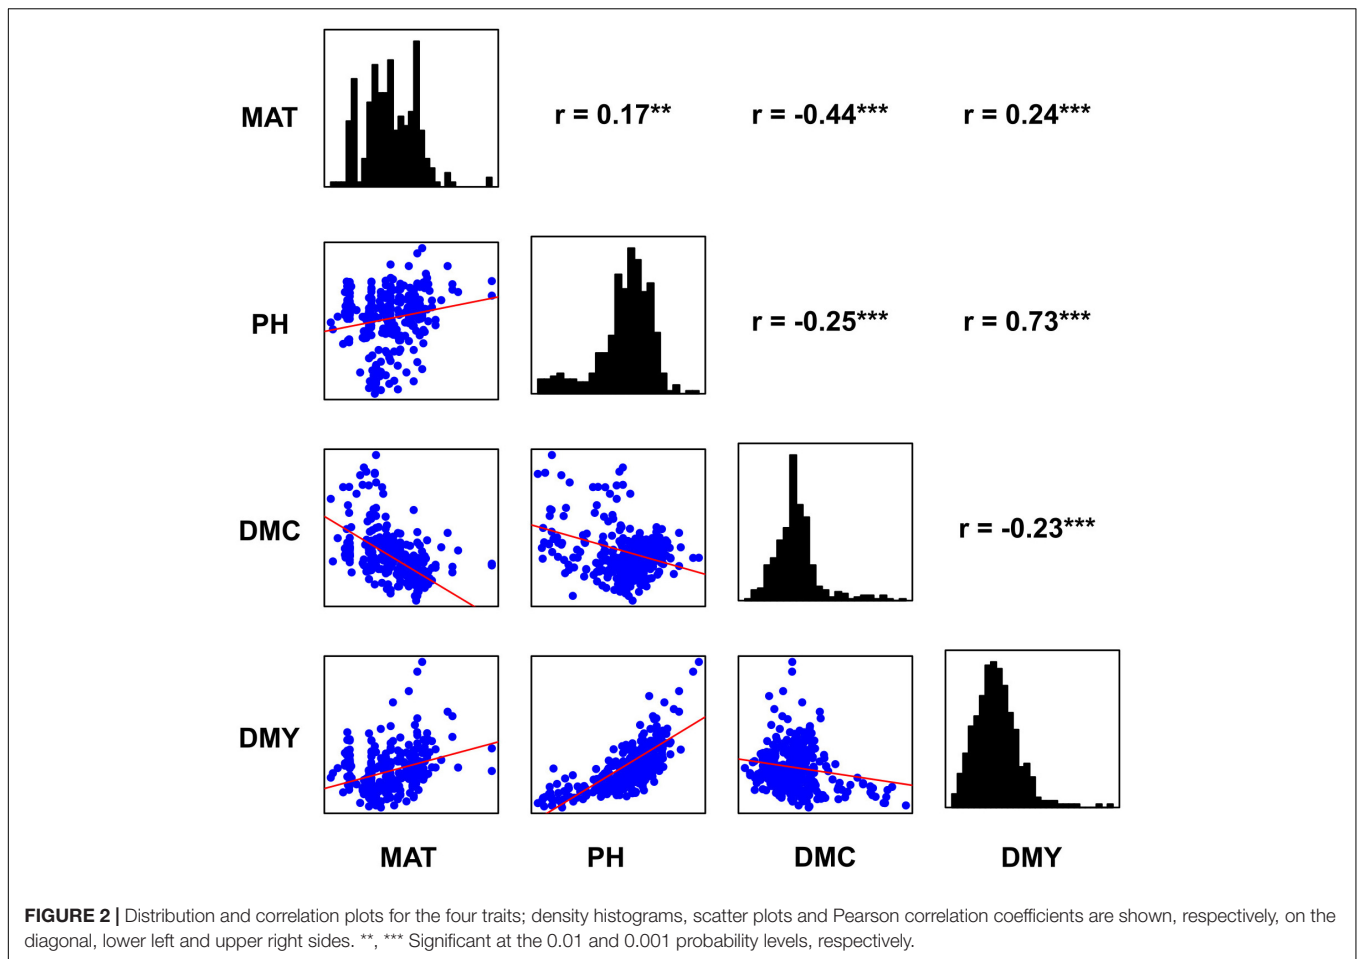 MAT
r = 0.17**
r = -0.44***
r = 0.24***
PH
r = -0.25***
r = 0.73***
DMC
r = -0.23***
DMY
MAT
PH
DMC
DMY
FIGURE 2 | Distribution and correlation plots for the four traits; density histograms, scatter plots and Pearson correlation coefficients are shown, respectively, on the
diagonal, lower left and upper right sides. **, *** Significant at the 0.01 and 0.001 probability levels, respectively.